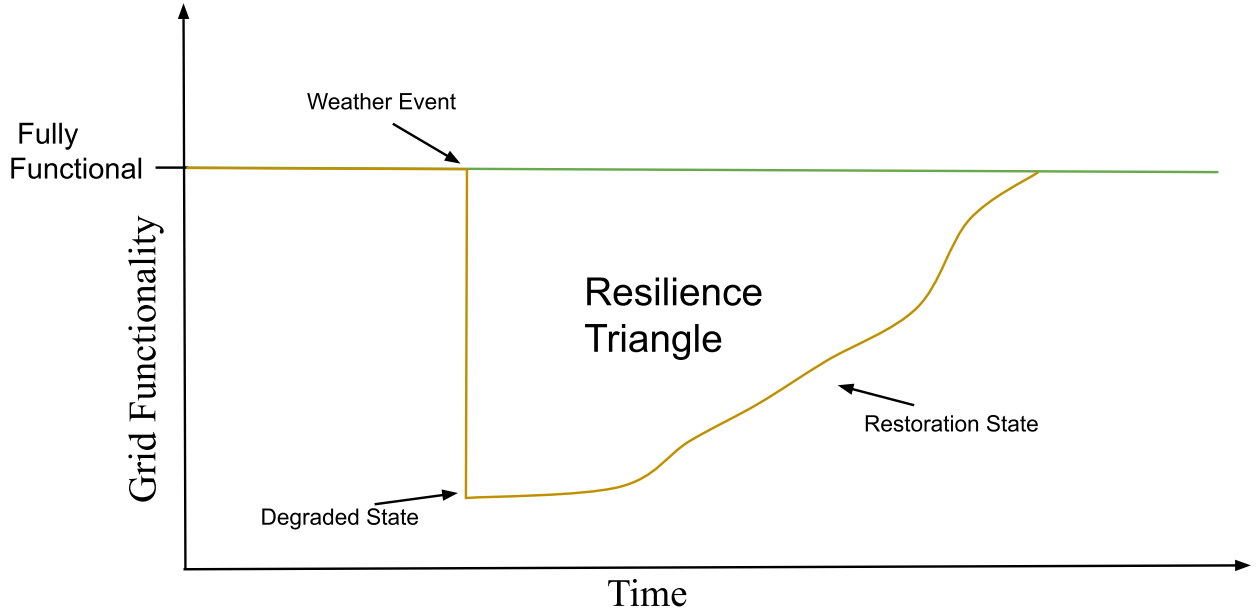 Weather Event
Fully
Functional
Grid Functionality
Resilience
Triangle
Restoration State
Degraded State
Time